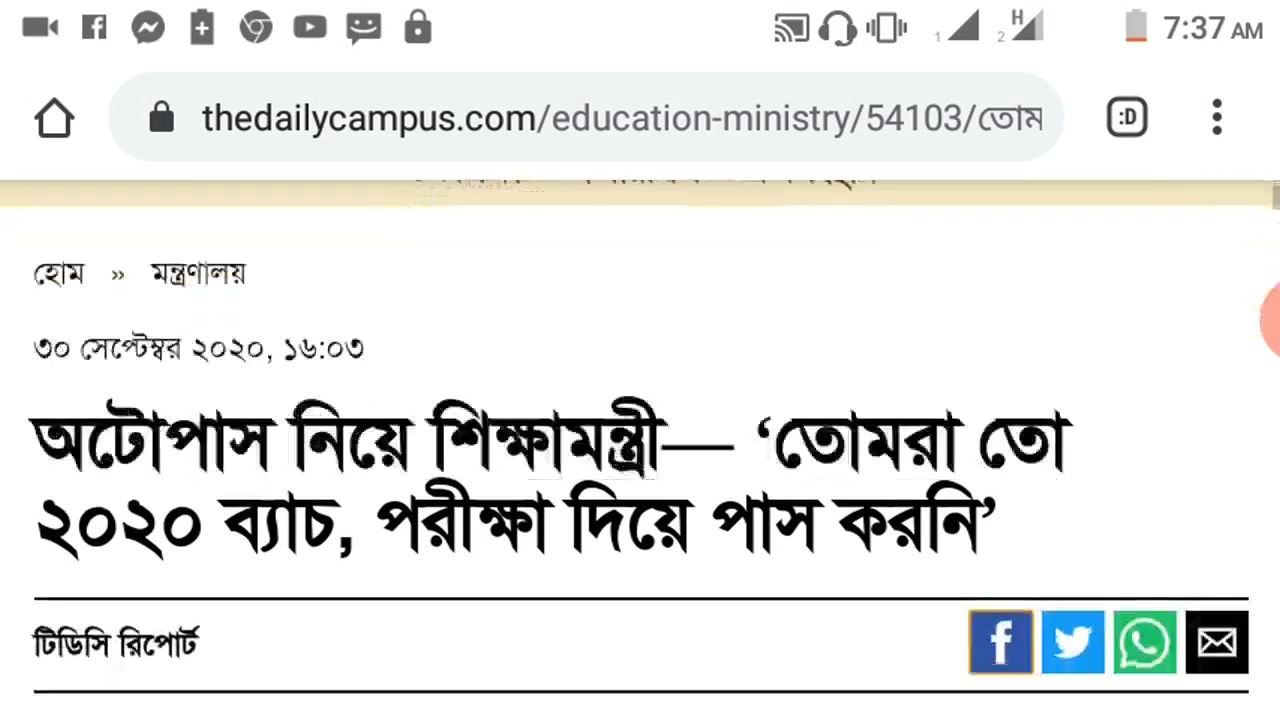 7:37 AM
thedailycampus.com/education-ministry/54103/তোম
:D
হোম » মন্ত্রণালয়
৩০ সেপ্টেম্বর ২০২০, ১৬:০৩
অটোপাস নিয়ে শিক্ষামন্ত্রী— ‘তোমরা তো
২০২০ ব্যাচ, পরীক্ষা দিয়ে পাস করনি’
টিডিসি রিপোর্ট